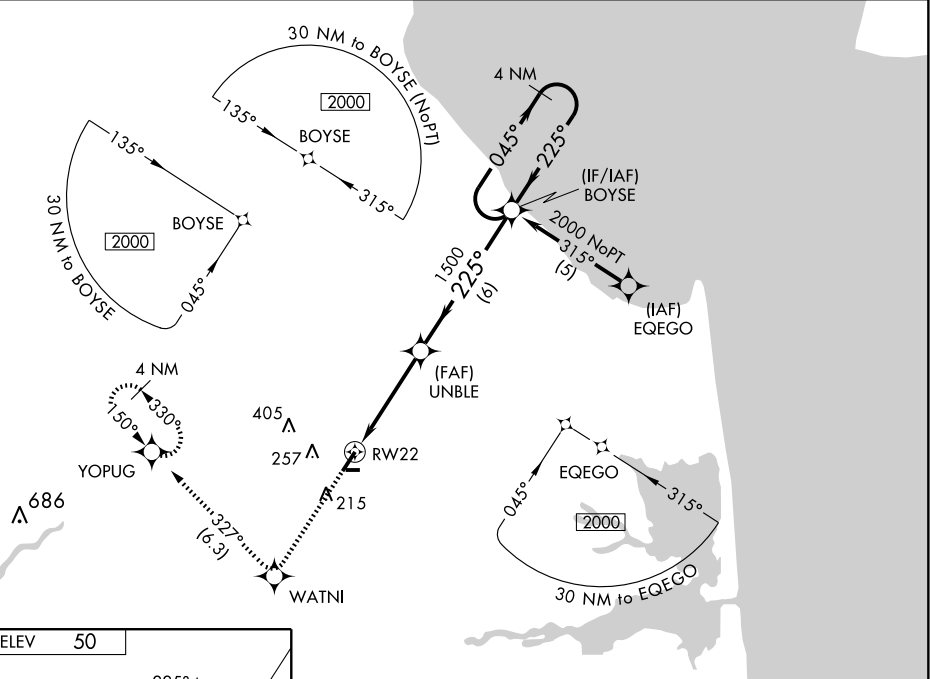 30 NM to BOYSE (NoPT)
2000
135°
BOYSE
315°
135°
BOYSE
2000
045°
30 NM to BOYSE
4 NM
045°
225°
(IF/IAF)
BOYSE
2000 NoPT
315°
(5)
(IAF)
EQEGO
1500
225°
(6)
(FAF)
UNBLE
4 NM
330°
150°
YOPUG
405
257
RW22
215
686
327°
(6.3)
WATNI
EQEGO
045°
315°
2000
30 NM to EQEGO
ELEV 50